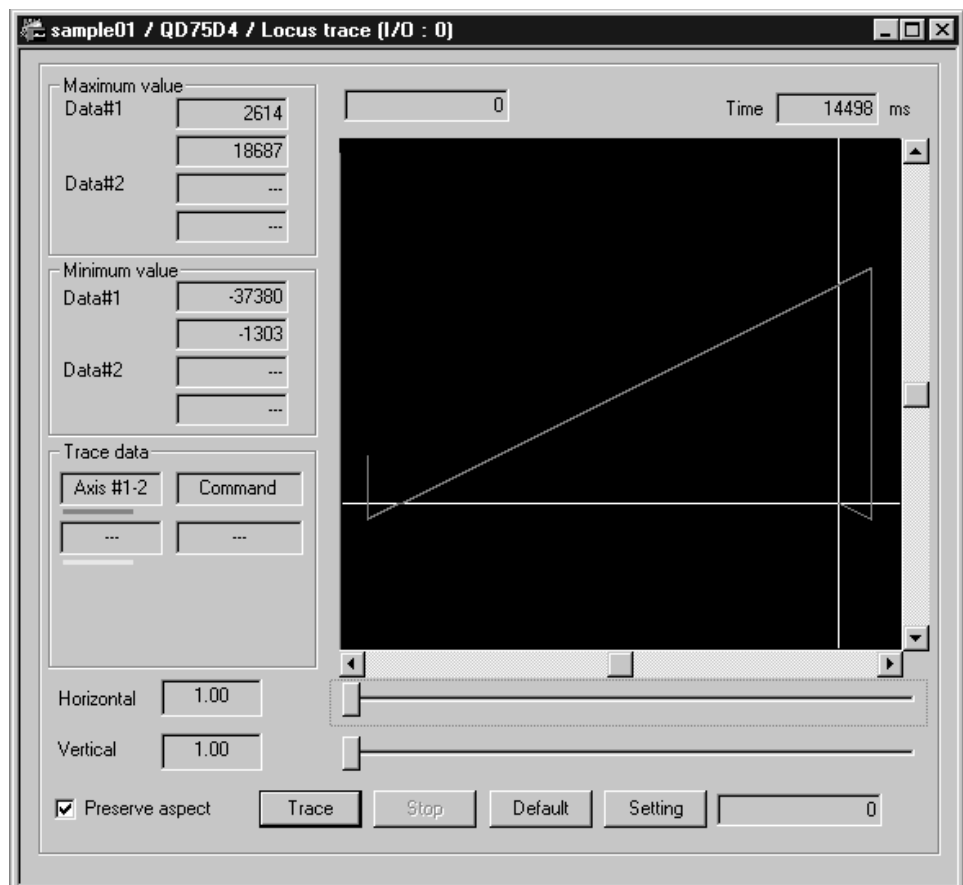 sample01 / QD75D4 / Locus trace (I/O : 0)
Maximum value
Data#1 2614
18687
Data#2 ---
---
0
Time 14498 ms
Minimum value
Data#1 -37380
-1303
Data#2 ---
---
Trace data
Axis #1-2 Command
--- ---
Horizontal 1.00
Vertical 1.00
Preserve aspect Trace Stop Default Setting 0